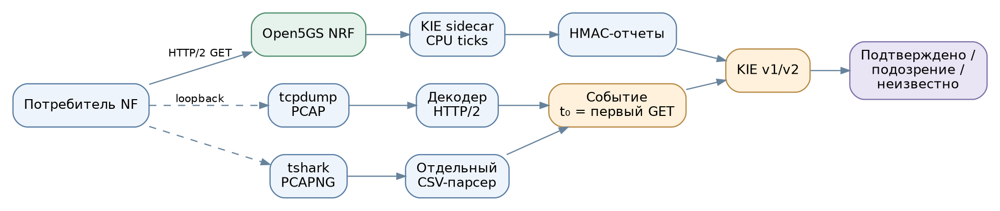 Потребитель NF
HTTP/2 GET
loopback
Open5GS NRF
KIE sidecar
CPU ticks
HMAC-отчеты
tcpdump
PCAP
Декодер
HTTP/2
Событие
t₀ = первый GET
tshark
PCAPNG
Отдельный
CSV-парсер
KIE v1/v2
Подтверждено /
подозрение /
неизвестно